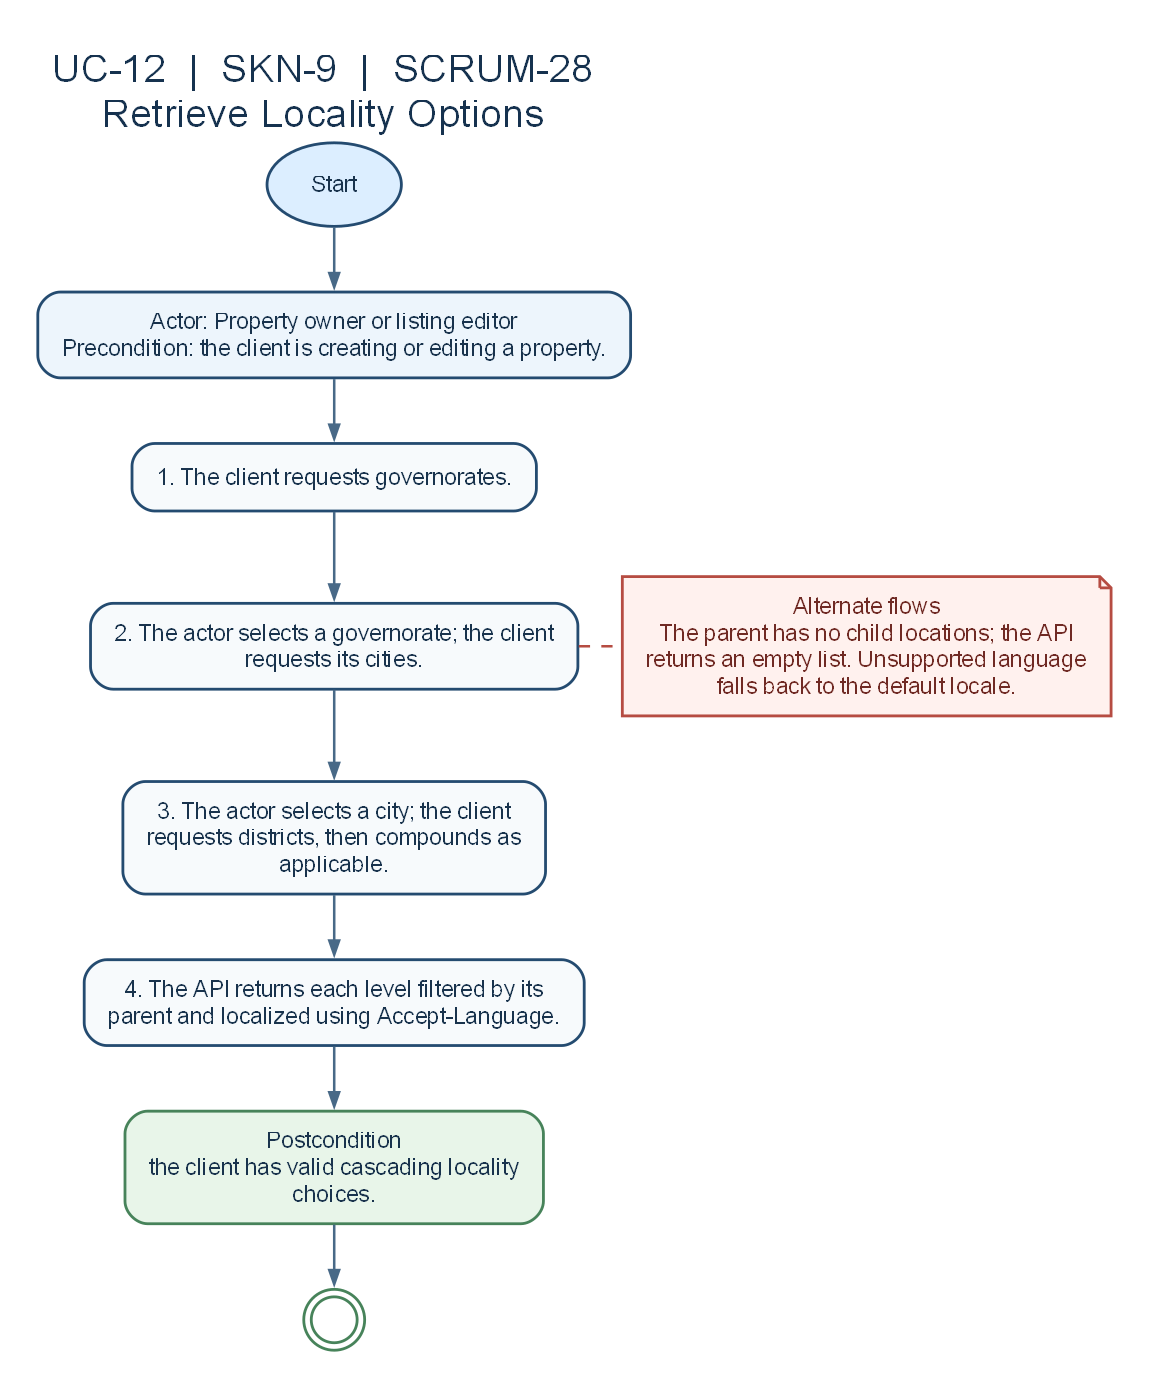 UC-12 | SKN-9 | SCRUM-28
Retrieve Locality Options
Start
Actor: Property owner or listing editor
Precondition: the client is creating or editing a property.
1. The client requests governorates.
2. The actor selects a governorate; the client
requests its cities.
Alternate flows
The parent has no child locations; the API
returns an empty list. Unsupported language
falls back to the default locale.
3. The actor selects a city; the client
requests districts, then compounds as
applicable.
4. The API returns each level filtered by its
parent and localized using Accept-Language.
Postcondition
the client has valid cascading locality
choices.